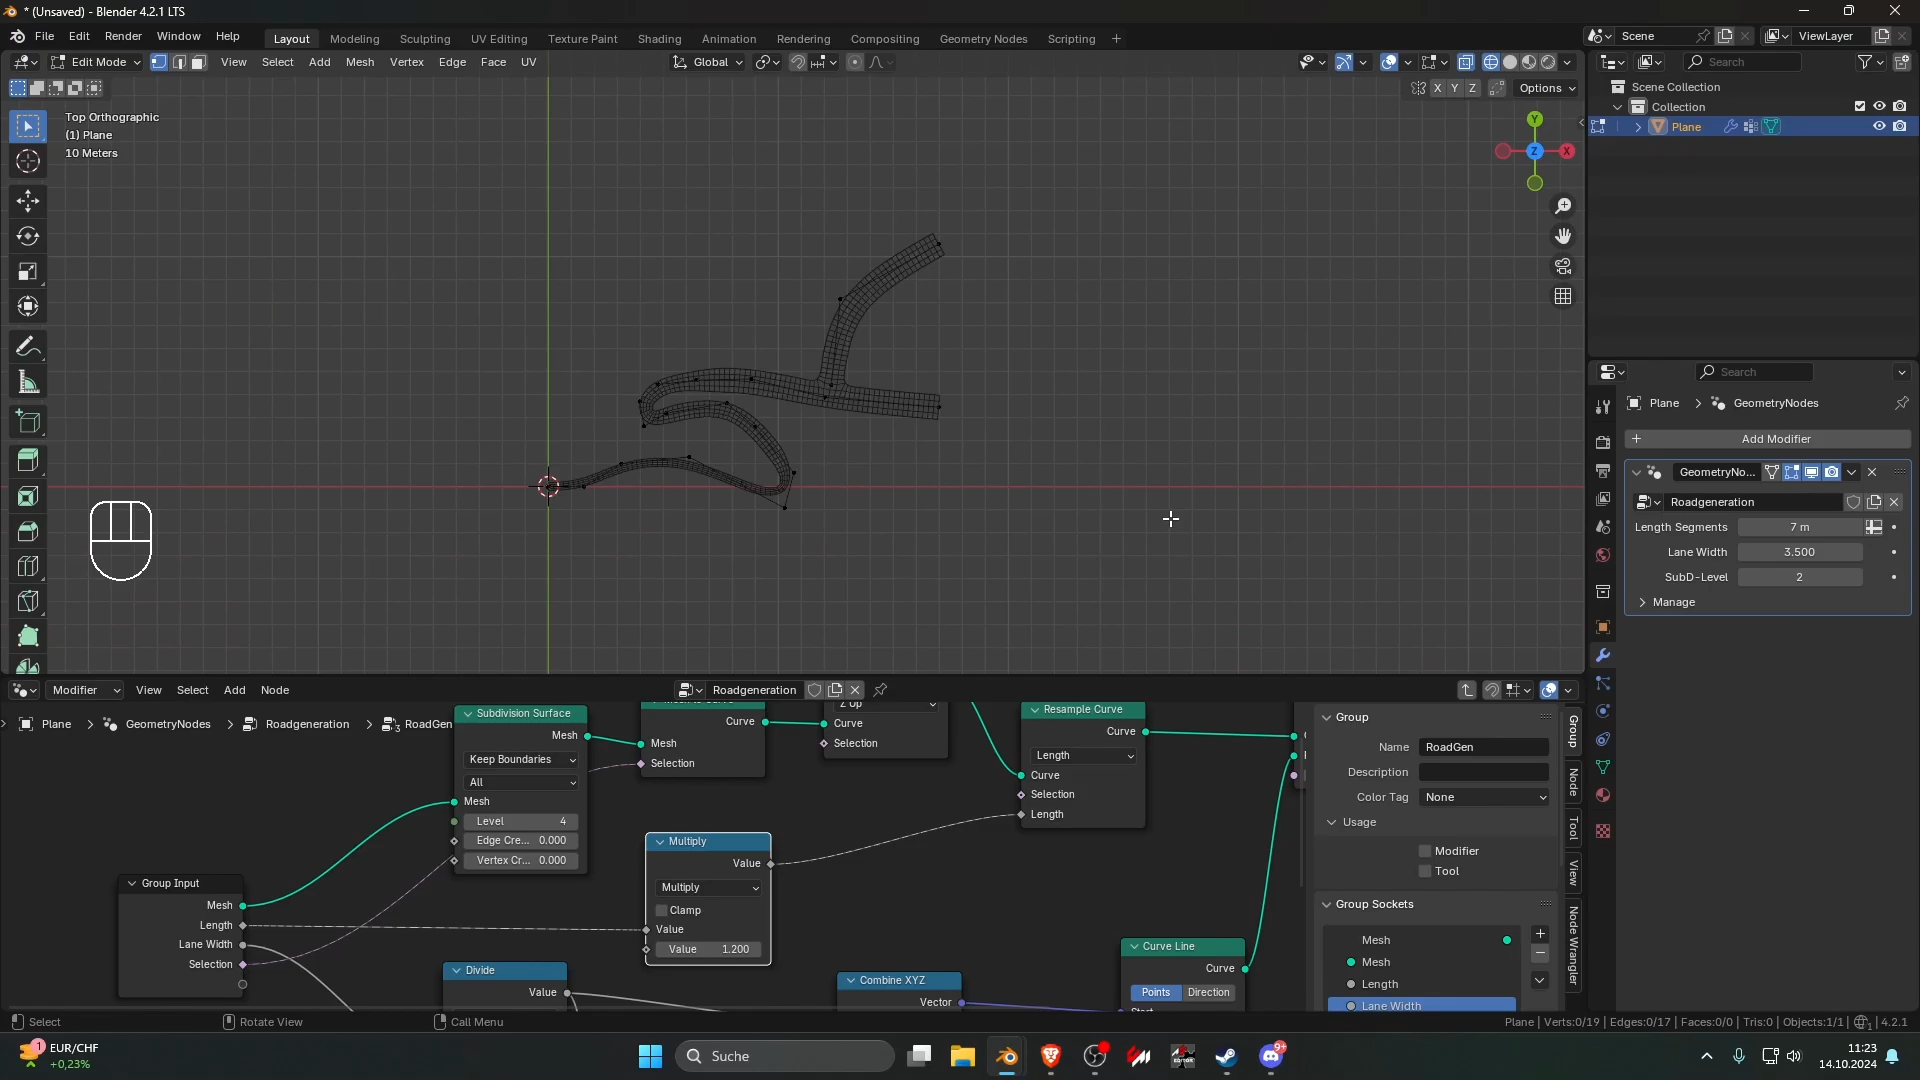 * (Unsaved) - Blender 4.2.1 LTS
File Edit Render Window Help
Layout Modeling Sculpting UV Editing Texture Paint Shading Animation Rendering Compositing Geometry Nodes Scripting +
Scene
ViewLayer
Edit Mode View Select Add Mesh Vertex Edge Face UV
Global
Search
X Y Z Options
Scene Collection
Collection
Plane
Top Orthographic
(1) Plane
10 Meters
Y
X
Z
Search
Plane > GeometryNodes
+ Add Modifier
GeometryNo...
Roadgeneration
Length Segments 7 m
Lane Width 3.500
SubD-Level 2
Manage
Modifier View Select Add Node
Roadgeneration
Plane > GeometryNodes > Roadgeneration > RoadGen
3
Subdivision Surface
Mesh
Keep Boundaries
All
Mesh
Level 4
Edge Cre... 0.000
Vertex Cr... 0.000
Curve
Mesh
Selection
Curve
Selection
Resample Curve
Curve
Length
Curve
Selection
Length
Multiply
Value
Multiply
Clamp
Value
Value 1.200
Group Input
Mesh
Length
Lane Width
Selection
Divide
Value
Combine XYZ
Vector
Curve Line
Curve
Points Direction
Group
Name RoadGen
Description
Color Tag None
Usage
Modifier
Tool
Group Sockets
Mesh
Mesh
Length
Lane Width
Group
Node
Tool
View
Node Wrangler
Select
Rotate View
Call Menu
Plane | Verts:0/19 | Edges:0/17 | Faces:0/0 | Tris:0 | Objects:1/1 | 4.2.1
1
EUR/CHF
+0,23%
Suche
EDITOR
9+
11:23
14.10.2024